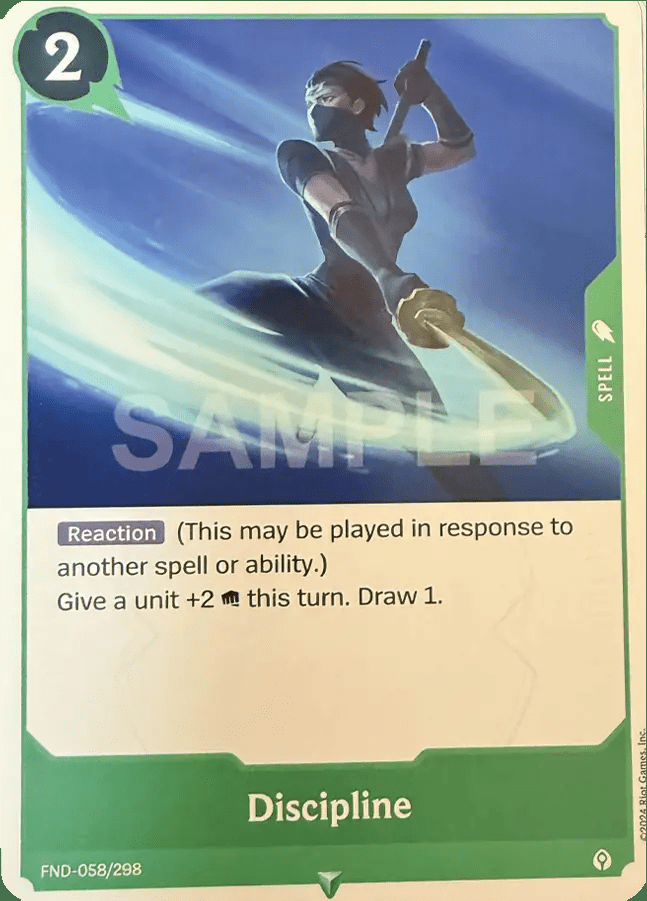 2
SPELL
SAMPLE
Reaction (This may be played in response to
another spell or ability.)
Give a unit +2 this turn. Draw 1.
Discipline
FND-058/298
©2024 Riot Games, Inc.